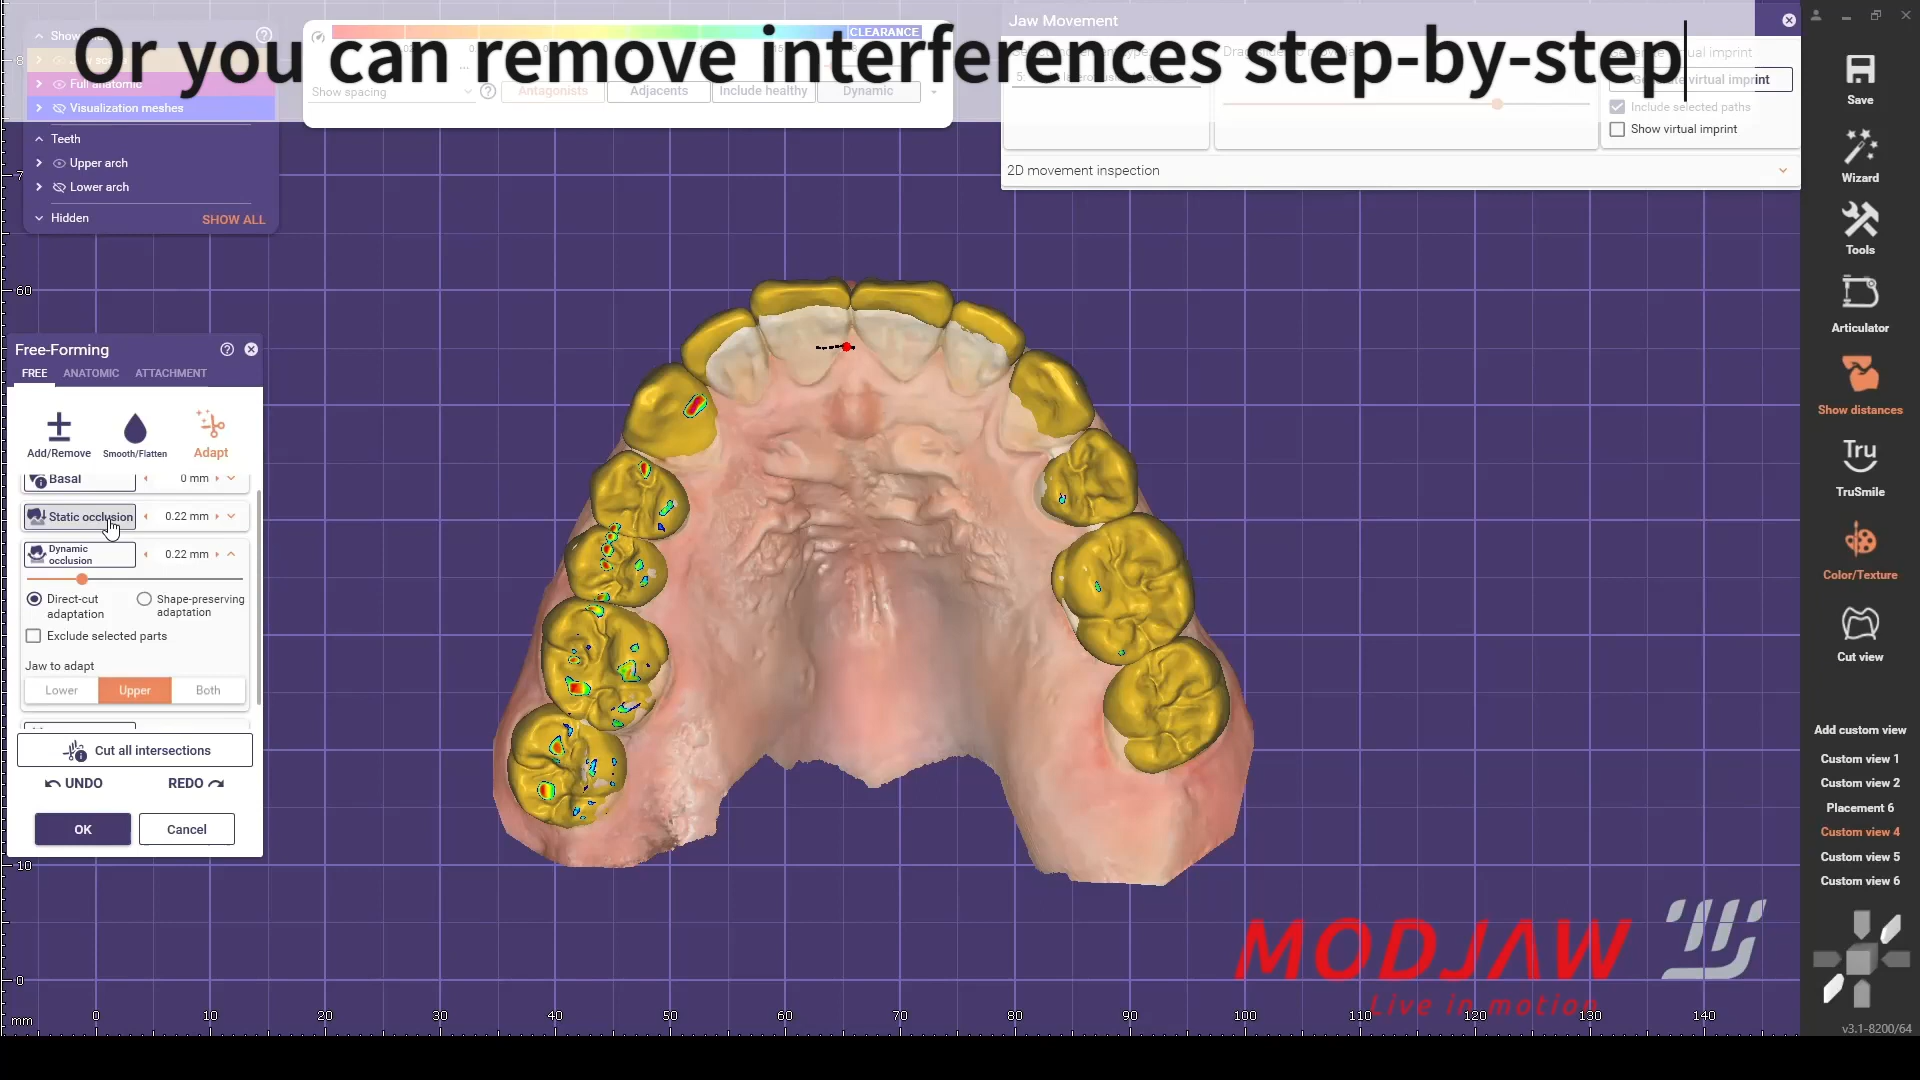 Or you can remove interferences step-by-step
Show
Full anatomic
Visualization meshes
Teeth
Upper arch
Lower arch
Hidden
SHOW ALL
CLEARANCE
Show spacing
Antagonists
Adjacents
Include healthy
Dynamic
Jaw Movement
virtual imprint
Include selected paths
Show virtual imprint
2D movement inspection
Free-Forming
FREE
ANATOMIC
ATTACHMENT
Add/Remove
Smooth/Flatten
Adapt
Basal
0 mm
Static occlusion
0.22 mm
Dynamic
occlusion
0.22 mm
Direct-cut
adaptation
Shape-preserving
adaptation
Exclude selected parts
Jaw to adapt
Lower
Upper
Both
Cut all intersections
UNDO
REDO
OK
Cancel
Save
Wizard
Tools
Articulator
Show distances
Tru
TruSmile
Color/Texture
Cut view
Add custom view
Custom view 1
Custom view 2
Placement 6
Custom view 4
Custom view 5
Custom view 6
v3.1-8200/64
MODJAW
Live in motion
8
7
60
10
0
mm
0
10
20
30
40
50
60
70
80
90
100
110
120
130
140